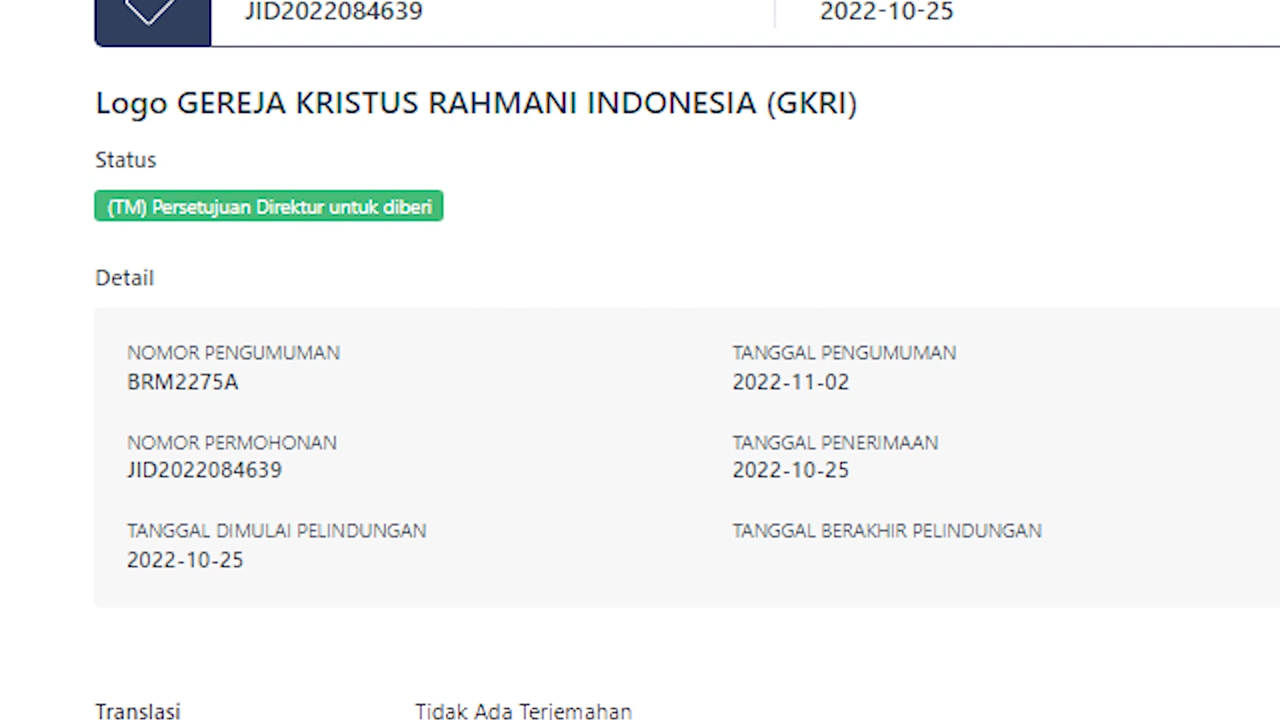 JID2022084639 2022-10-25
Logo GEREJA KRISTUS RAHMANI INDONESIA (GKRI)
Status
(TM) Persetujuan Direktur untuk diberi
Detail
NOMOR PENGUMUMAN TANGGAL PENGUMUMAN
BRM2275A 2022-11-02
NOMOR PERMOHONAN TANGGAL PENERIMAAN
JID2022084639 2022-10-25
TANGGAL DIMULAI PELINDUNGAN TANGGAL BERAKHIR PELINDUNGAN
2022-10-25
Translasi Tidak Ada Terjemahan